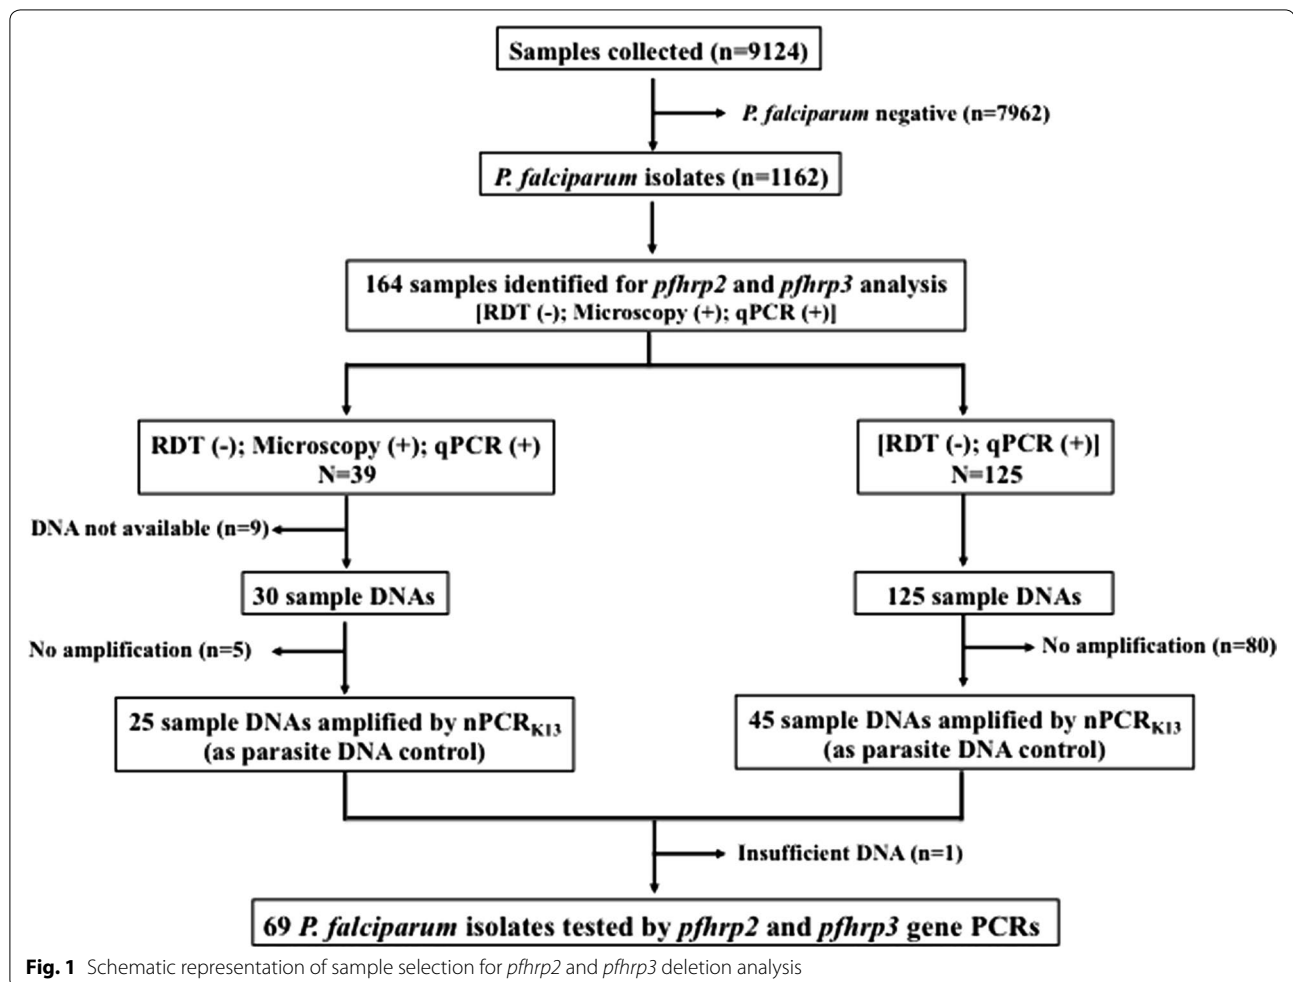 Samples collected (n=9124)
P. falciparum negative (n=7962)
P. falciparum isolates (n=1162)
164 samples identified for pfhrp2 and pfhrp3 analysis
[RDT (-); Microscopy (+); qPCR (+)]
RDT (-); Microscopy (+); qPCR (+)
N=39
[RDT (-); qPCR (+)]
N=125
DNA not available (n=9)
30 sample DNAs
125 sample DNAs
No amplification (n=5)
No amplification (n=80)
25 sample DNAs amplified by nPCRK13
(as parasite DNA control)
45 sample DNAs amplified by nPCRK13
(as parasite DNA control)
Insufficient DNA (n=1)
69 P. falciparum isolates tested by pfhrp2 and pfhrp3 gene PCRs
Fig. 1 Schematic representation of sample selection for pfhrp2 and pfhrp3 deletion analysis